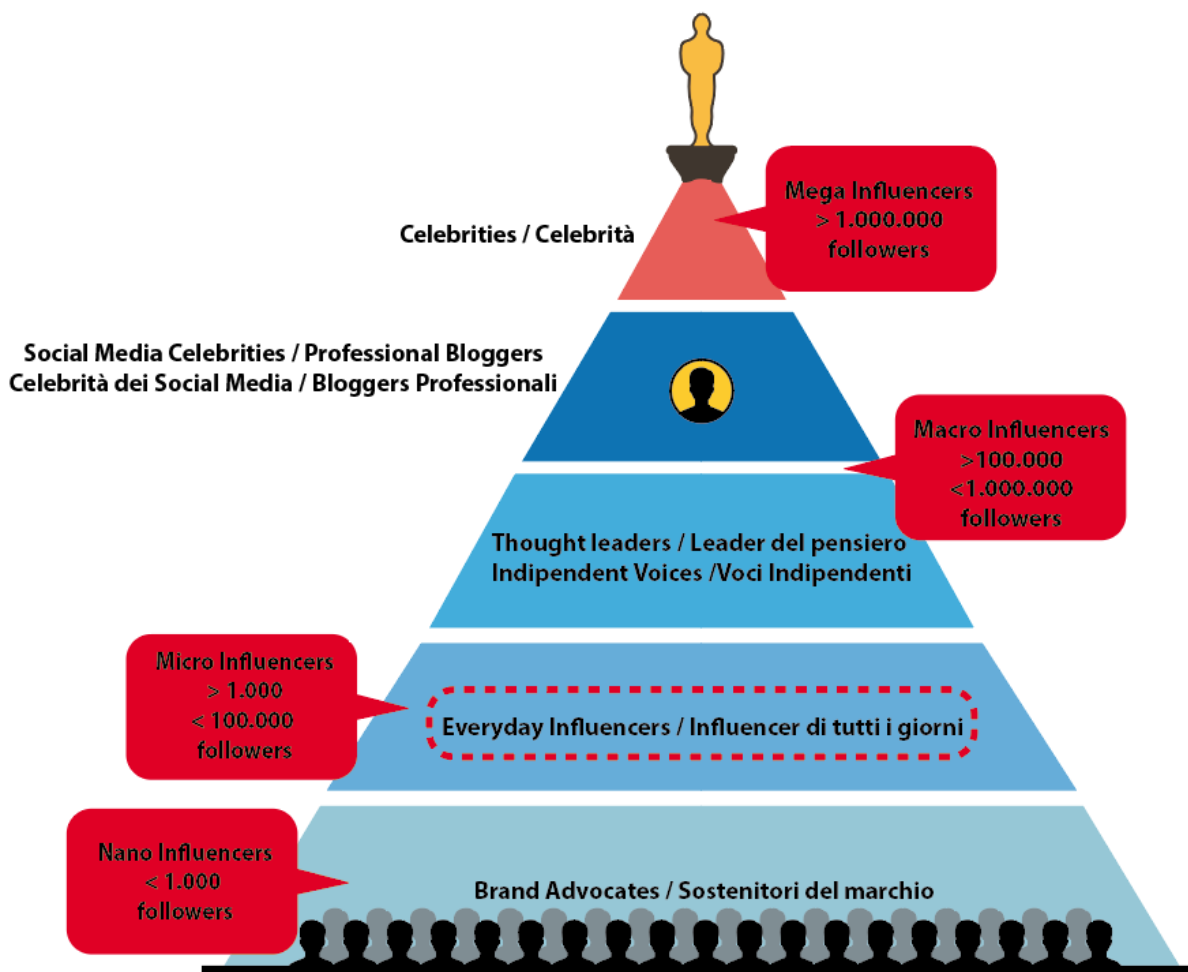 Mega Influencers
> 1.000.000
followers
Celebrities / Celebrità
Social Media Celebrities / Professional Bloggers
Celebrità dei Social Media / Bloggers Professionali
Macro Influencers
>100.000
<1.000.000
followers
Thought leaders / Leader del pensiero
Indipendent Voices /Voci Indipendenti
Micro Influencers
> 1.000
< 100.000
followers
Everyday Influencers / Influencer di tutti i giorni
Nano Influencers
< 1.000
followers
Brand Advocates / Sostenitori del marchio